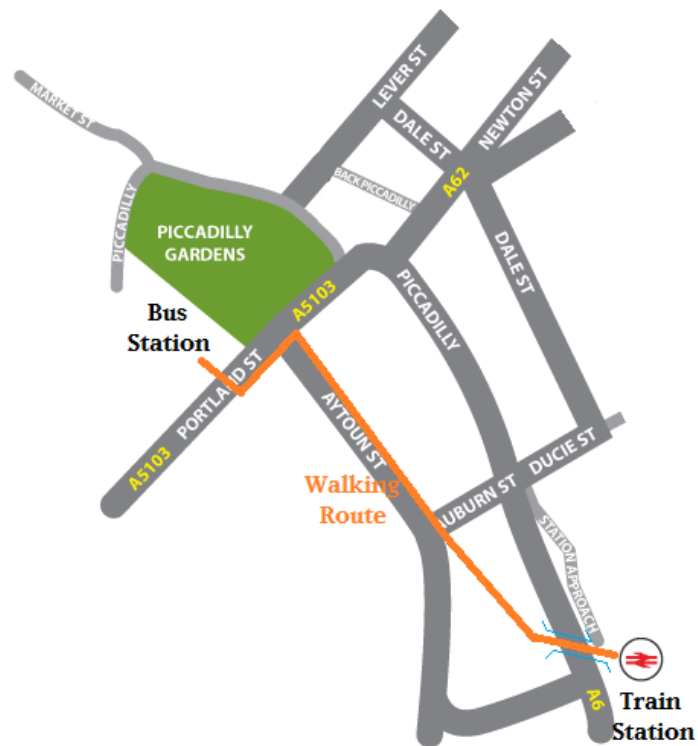 LEVER ST
MARKET ST
DALE ST
NEWTON ST
BACK PICCADILLY
A62
PICCADILLY
PICCADILLY
GARDENS
DALE ST
PICCADILLY
A5103
Bus
Station
PORTLAND ST
A5103
AYTOUN ST
DUCIE ST
AUBURN ST
Walking
Route
STATION APPROACH
A6
Train
Station